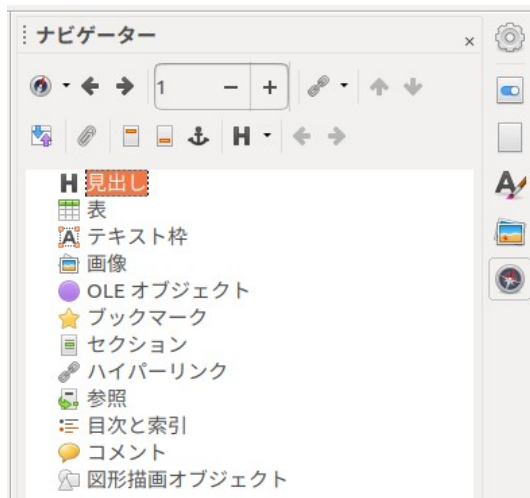 ナビゲーター
×
1 − +
H
H 見出し
表
A テキスト枠
画像
OLE オブジェクト
ブックマーク
セクション
ハイパーリンク
参照
目次と索引
コメント
図形描画オブジェクト
A